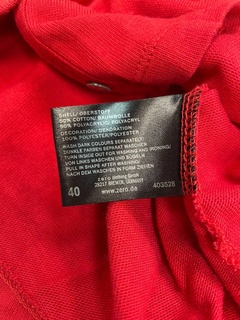 SHELL/OBERSTOFF
50% COTTON/BAUMWOLLE
50% POLYACRYLIC/POLYACRYL
DECORATION/DEKORATION
100% POLYESTER/POLYESTER
WASH DARK COLOURS SEPARATELY/
DUNKLE FARBEN SEPARAT WASCHEN
TURN INSIDE OUT FOR WASHING AND IRONING/
VON LINKS WASCHEN UND BÜGELN
PULL IN SHAPE AFTER WASHING/
NACH DEM WASCHEN IN FORM ZIEHEN
zero clothing GmbH
28217 BREMEN, GERMANY
40 www.zero.de 403528